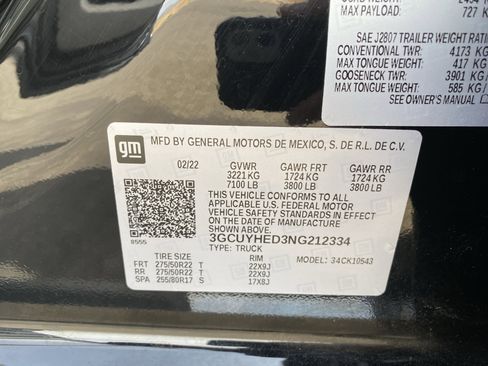 MAX PAYLOAD: 727 K
SAE J2807 TRAILER WEIGHT RATIN
CONVENTIONAL TWR: 4173 KG
MAX TONGUE WEIGHT: 417 KG
GOOSENECK TWR: 3901 KG/
MAX TONGUE WEIGHT: 585 KG/
SEE OWNER'S MANUAL
gm
MFD BY GENERAL MOTORS DE MEXICO, S. DE R.L. DE C.V.
02/22 GVWR GAWR FRT GAWR RR
3221 KG 1724 KG 1724 KG
7100 LB 3800 LB 3800 LB
THIS VEHICLE CONFORMS TO ALL
APPLICABLE U.S. FEDERAL MOTOR
VEHICLE SAFETY STANDARDS IN EFFECT
ON THE DATE OF MANUFACTURE
SHOWN ABOVE.
3GCUYHED3NG212334
8555
TYPE: TRUCK
TIRE SIZE RIM MODEL: 34CK10543
FRT 275/50R22 T 22X9J
RR 275/50R22 T 22X9J
SPA 255/80R17 S 17X8J